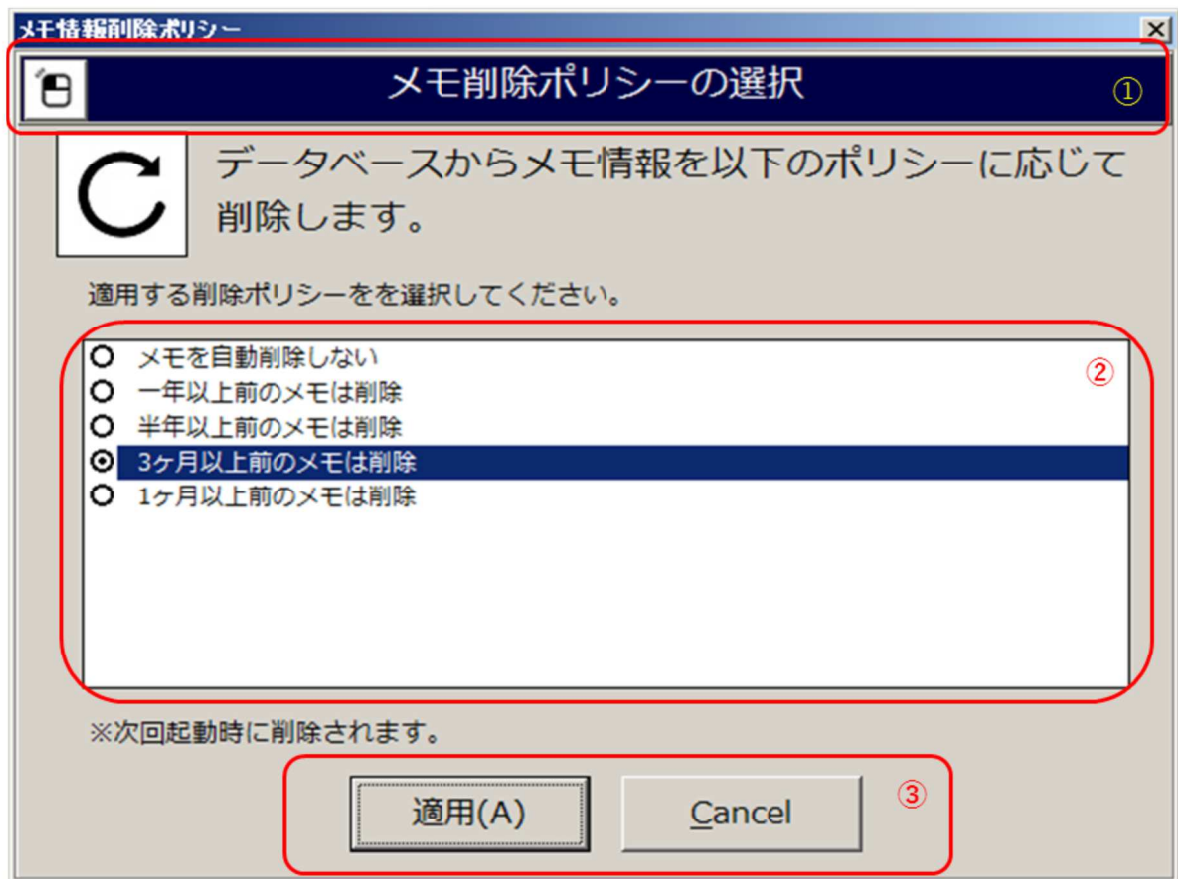 メモ情報削除ポリシー
メモ削除ポリシーの選択
①
データベースからメモ情報を以下のポリシーに応じて
削除します。
適用する削除ポリシーをを選択してください。
メモを自動削除しない
②
一年以上前のメモは削除
半年以上前のメモは削除
3ヶ月以上前のメモは削除
1ヶ月以上前のメモは削除
※次回起動時に削除されます。
適用(A)
Cancel
③